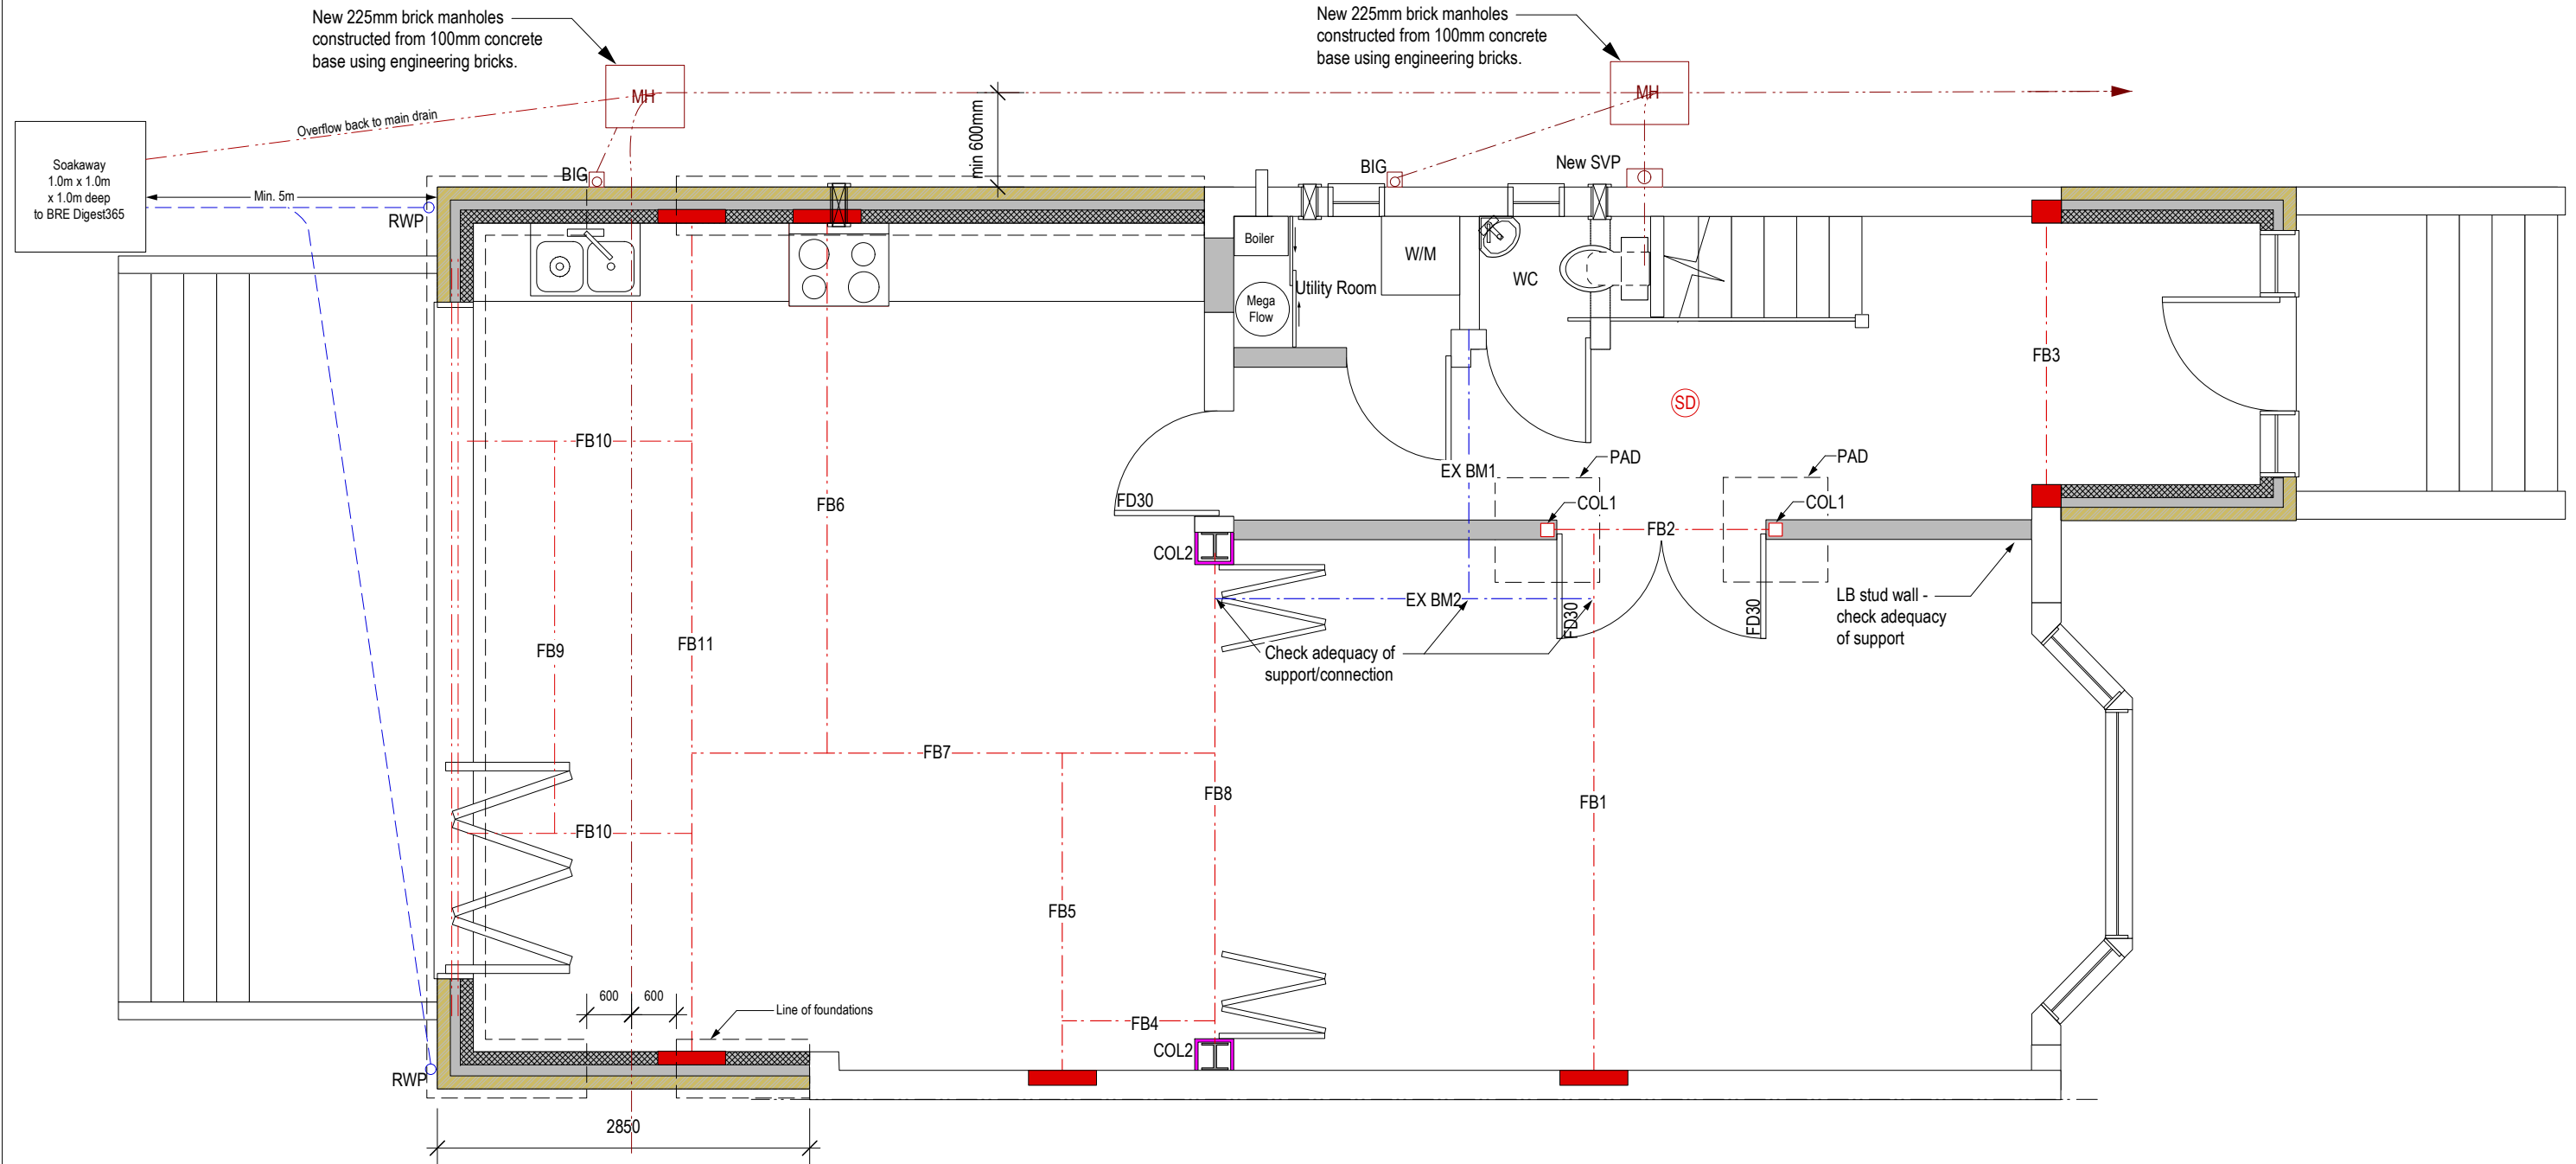 New 225mm brick manholes
constructed from 100mm concrete
base using engineering bricks.
New 225mm brick manholes
constructed from 100mm concrete
base using engineering bricks.
MH
MH
Overflow back to main drain
min 600mm
Soakaway
1.0m x 1.0m
x 1.0m deep
to BRE Digest365
Min. 5m
BIG
BIG
New SVP
RWP
Boiler
W/M
WC
Utility Room
Mega
Flow
FB3
SD
FB10
EX BM1
PAD
PAD
FB6
FD30
COL1
COL1
FB2
COL2
EX BM2
FD30
FD30
LB stud wall -
check adequacy
of support
FB9
FB11
Check adequacy of
support/connection
FB7
FB8
FB1
FB10
FB5
600
600
Line of foundations
FB4
COL2
RWP
2850